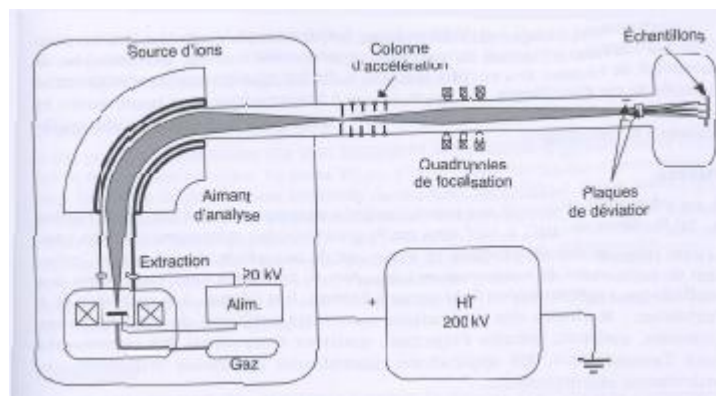 Source d'ions
Colonne
d'accélération
Échantillons
Quadrupoles
de focalisation
Plaques
de déviation
Aimant
d'analyse
Extraction
20 kV
Alim.
Gaz
+
HT
200 kV